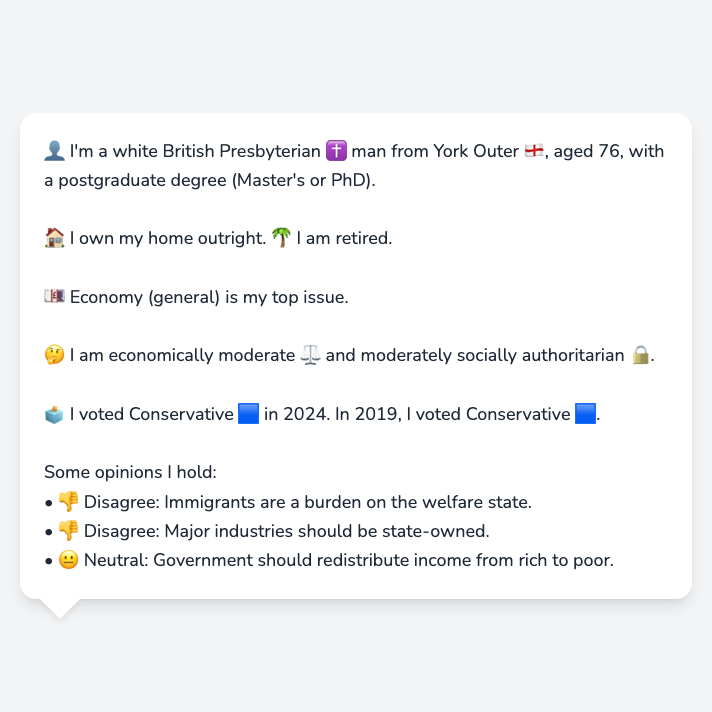 👤 I'm a white British Presbyterian ✝️ man from York Outer 🏴󠁧󠁢󠁥󠁮󠁧󠁿, aged 76, with
a postgraduate degree (Master's or PhD).
🏠 I own my home outright. 🌴 I am retired.
💷 Economy (general) is my top issue.
🤔 I am economically moderate ⚖️ and moderately socially authoritarian 🔒.
🗳️ I voted Conservative 🟦 in 2024. In 2019, I voted Conservative 🟦.
Some opinions I hold:
• 👎 Disagree: Immigrants are a burden on the welfare state.
• 👎 Disagree: Major industries should be state-owned.
• 😐 Neutral: Government should redistribute income from rich to poor.